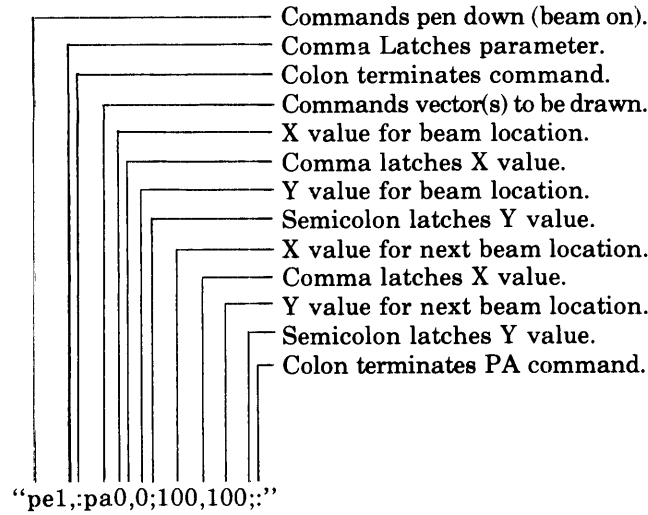 Commands pen down (beam on).
Comma Latches parameter.
Colon terminates command.
Commands vector(s) to be drawn.
X value for beam location.
Comma latches X value.
Y value for beam location.
Semicolon latches Y value.
X value for next beam location.
Comma latches X value.
Y value for next beam location.
Semicolon latches Y value.
Colon terminates PA command.
“pe1,:pa0,0;100,100;:”